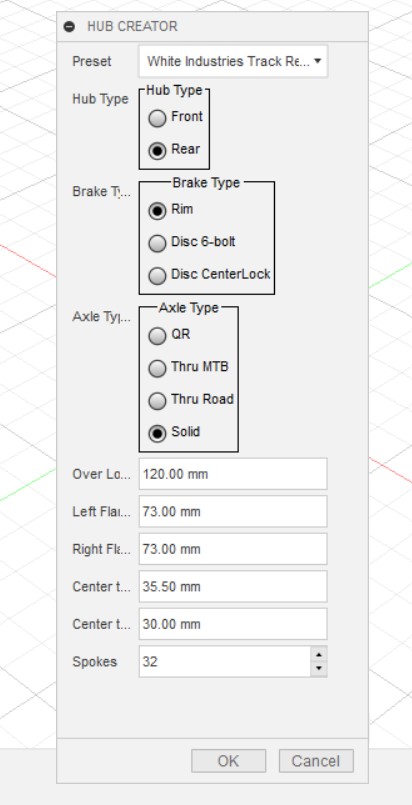 HUB CREATOR
Preset White Industries Track Re...
Hub Type Hub Type
Front
Rear
Brake T... Brake Type
Rim
Disc 6-bolt
Disc CenterLock
Axle Typ... Axle Type
QR
Thru MTB
Thru Road
Solid
Over Lo... 120.00 mm
Left Flan... 73.00 mm
Right Fla... 73.00 mm
Center t... 35.50 mm
Center t... 30.00 mm
Spokes 32
OK Cancel